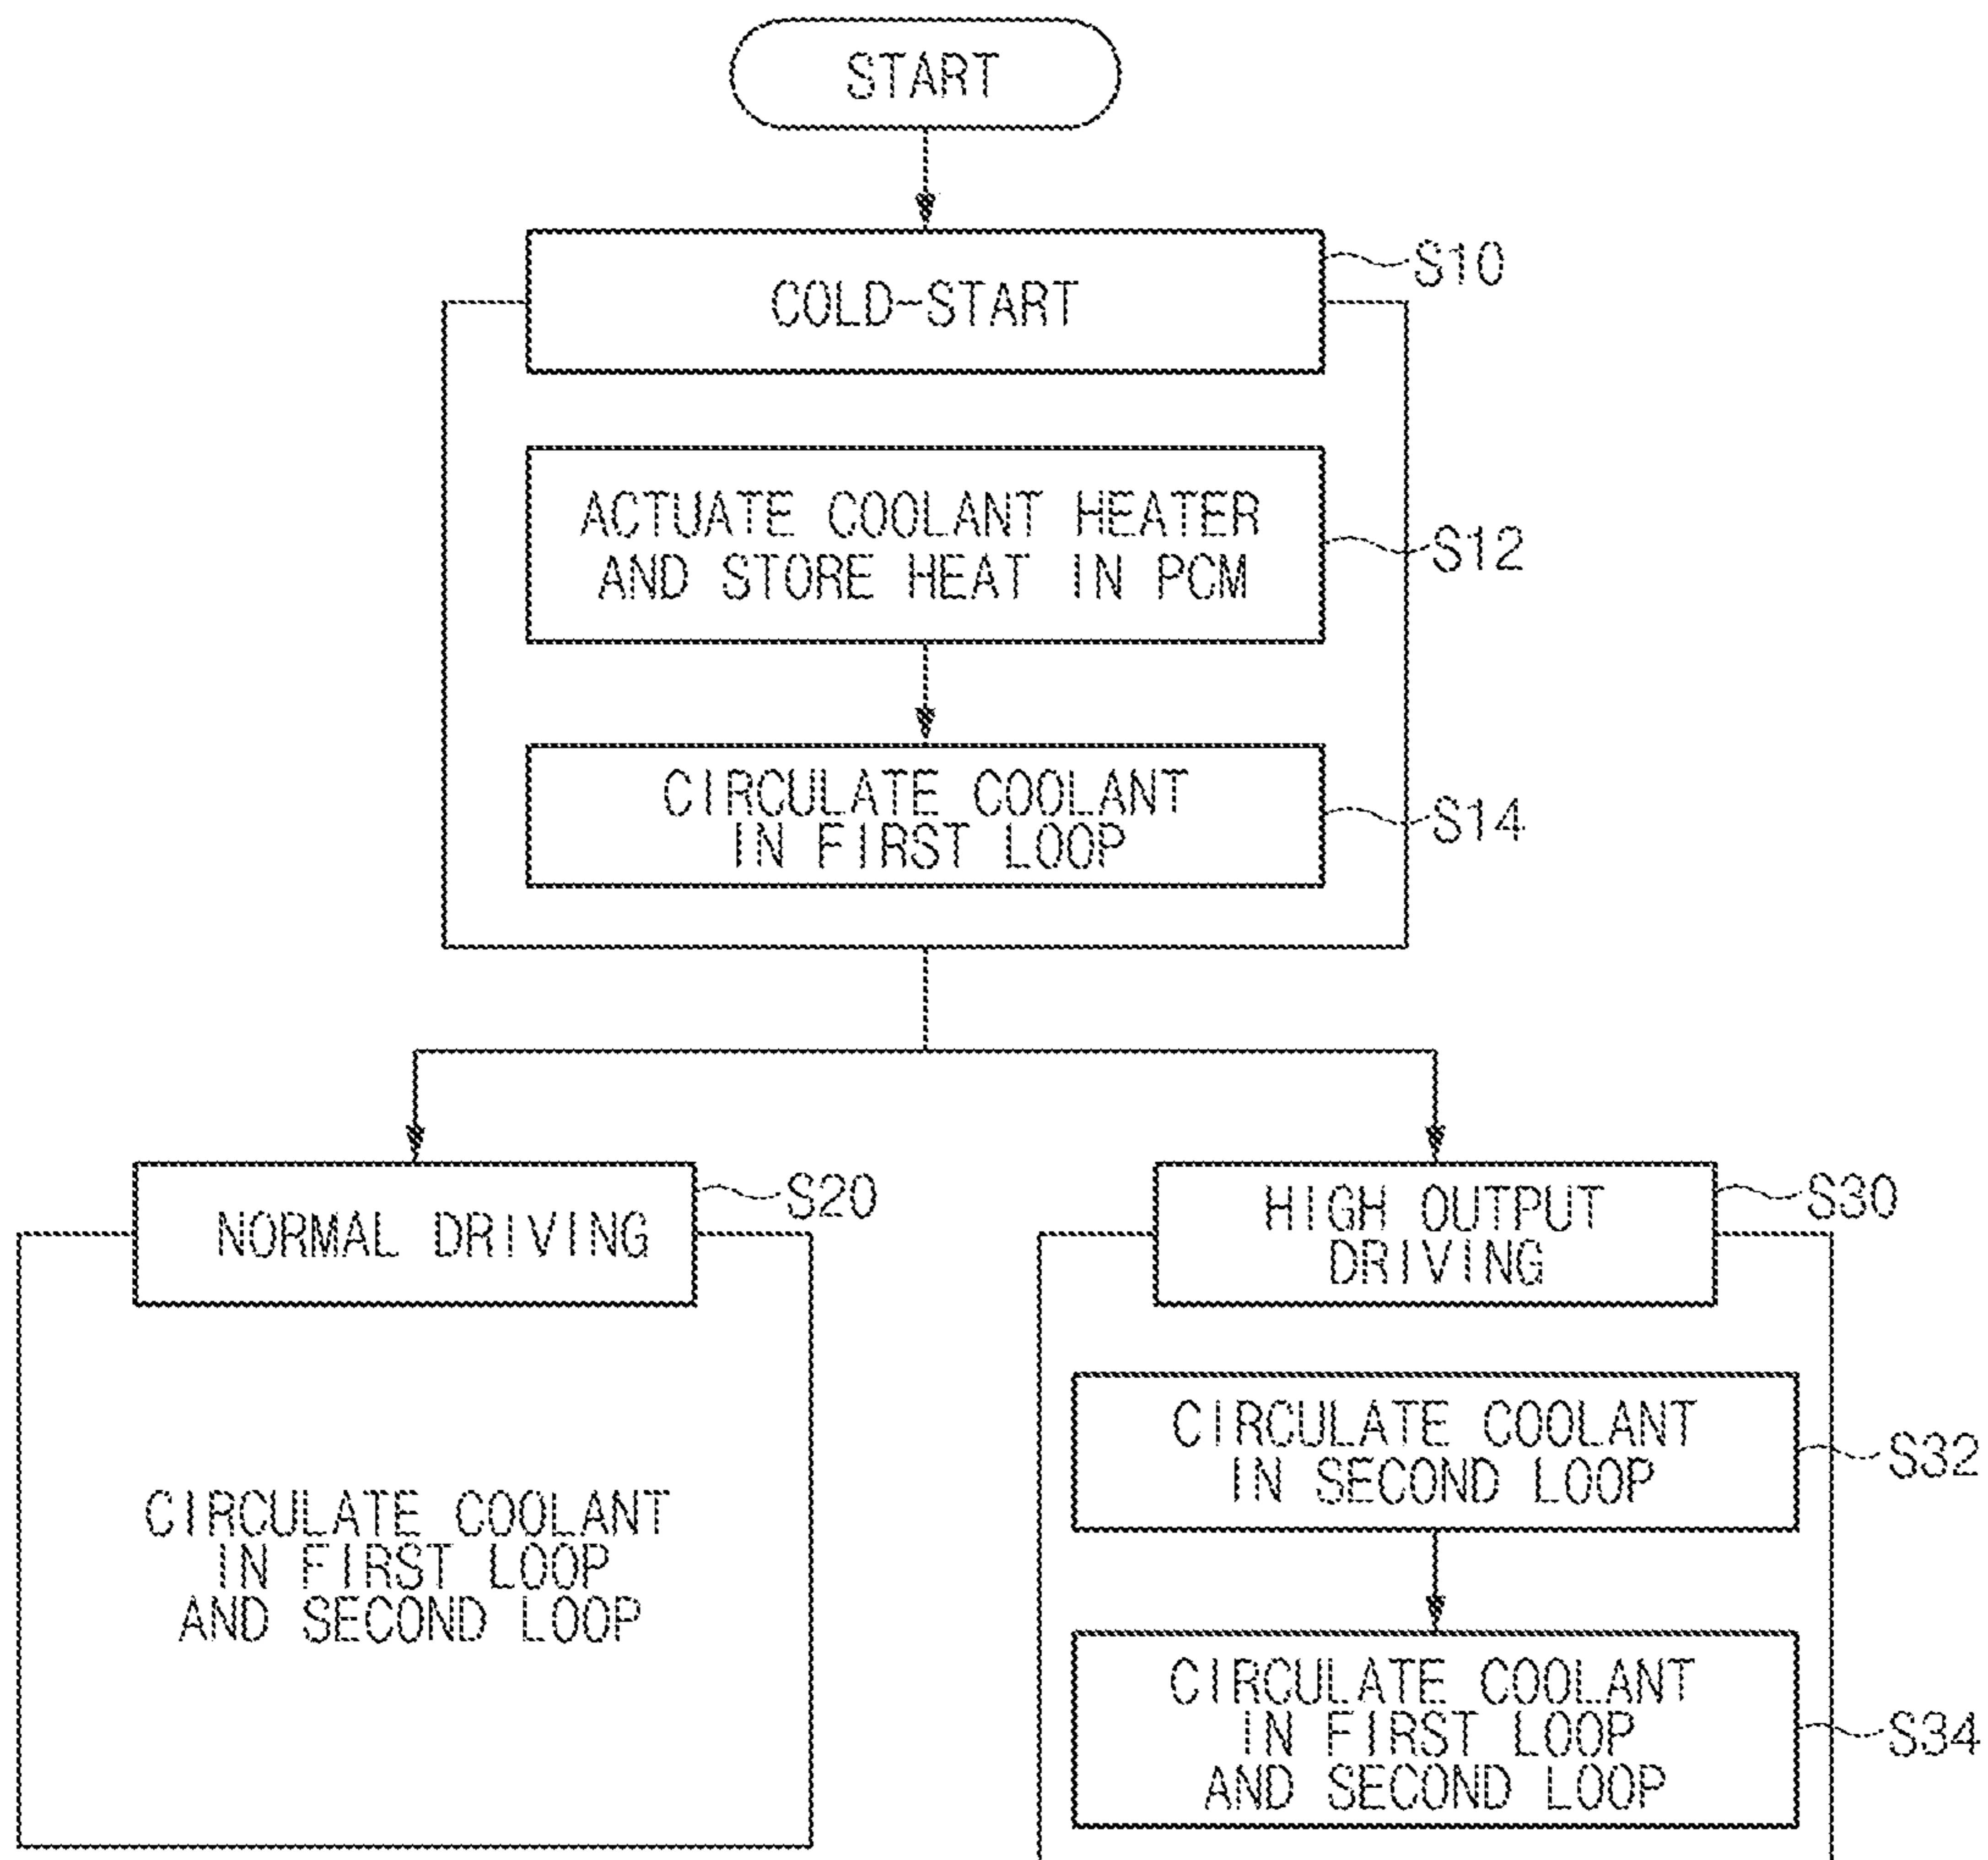 START
COLD-START
S10
ACTUATE COOLANT HEATER
AND STORE HEAT IN PCM
S12
CIRCULATE COOLANT
IN FIRST LOOP
S14
NORMAL DRIVING
S20
CIRCULATE COOLANT
IN FIRST LOOP
AND SECOND LOOP
HIGH OUTPUT
DRIVING
S30
CIRCULATE COOLANT
IN SECOND LOOP
S32
CIRCULATE COOLANT
IN FIRST LOOP
AND SECOND LOOP
S34